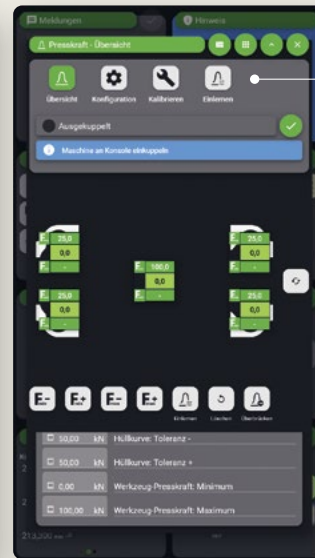 Meldungen
Hinweis
Presskraft - Übersicht
Übersicht
Konfiguration
Kalibrieren
Einlernen
Ausgekuppelt
Maschine an Konsole einkuppeln
25,0
0,0
-
25,0
0,0
-
100,0
0,0
-
25,0
0,0
-
25,0
0,0
-
F-
F+
F-
F+
Einlernen
Löschen
Überbrücken
50,00 kN Hüllkurve: Toleranz -
50,00 kN Hüllkurve: Toleranz +
0,00 kN Werkzeug-Presskraft: Minimum
100,00 kN Werkzeug-Presskraft: Maximum